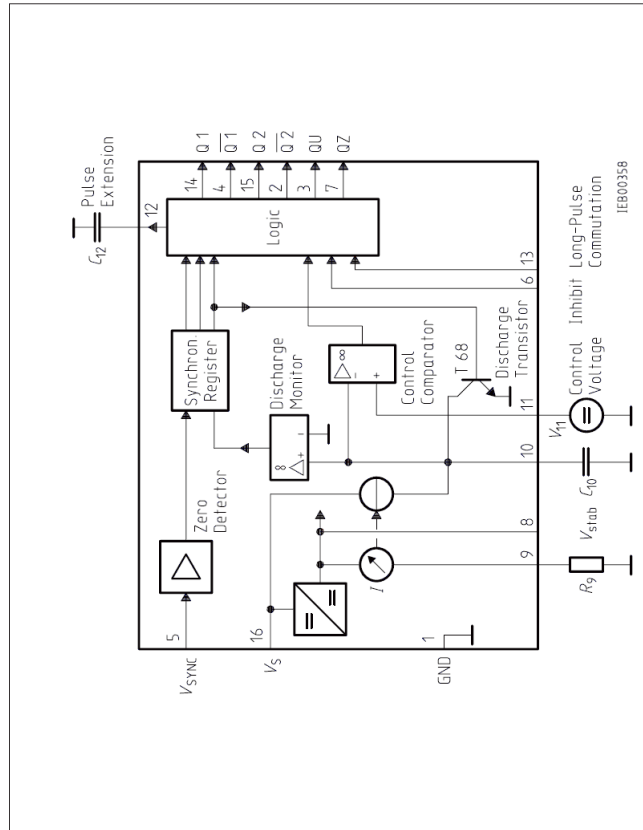 Pulse
Extension
C12
12
14
Q1
4
Q̅1̅
15
Q2
2
Q̅2̅
3
QU
7
QZ
Logic
Synchron.
Register
Zero
Detector
5
VSYNC
Discharge
Monitor
∞
+
−
∞
−
+
Control
Comparator
T 68
Discharge
Transistor
16
VS
=
=
I
1
GND
9
8
10
11
6
13
R9
Vstab
C10
V11
=
Control
Voltage
Inhibit
Long-Pulse
Commutation
IEB00358